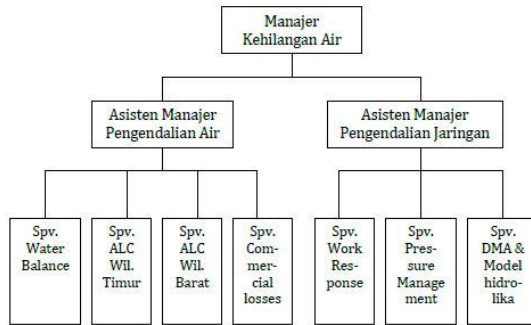 Manajer
Kehilangan Air
Asisten Manajer
Pengendalian Air
Asisten Manajer
Pengendalian Jaringan
Spv.
Water
Balance
Spv.
ALC
Wil.
Timur
Spv.
ALC
Wil.
Barat
Spv.
Com-
mer-
cial
losses
Spv.
Work
Res-
ponse
Spv.
Pres-
sure
Manage
ment
Spv.
DMA &
Model
hidro-
lika